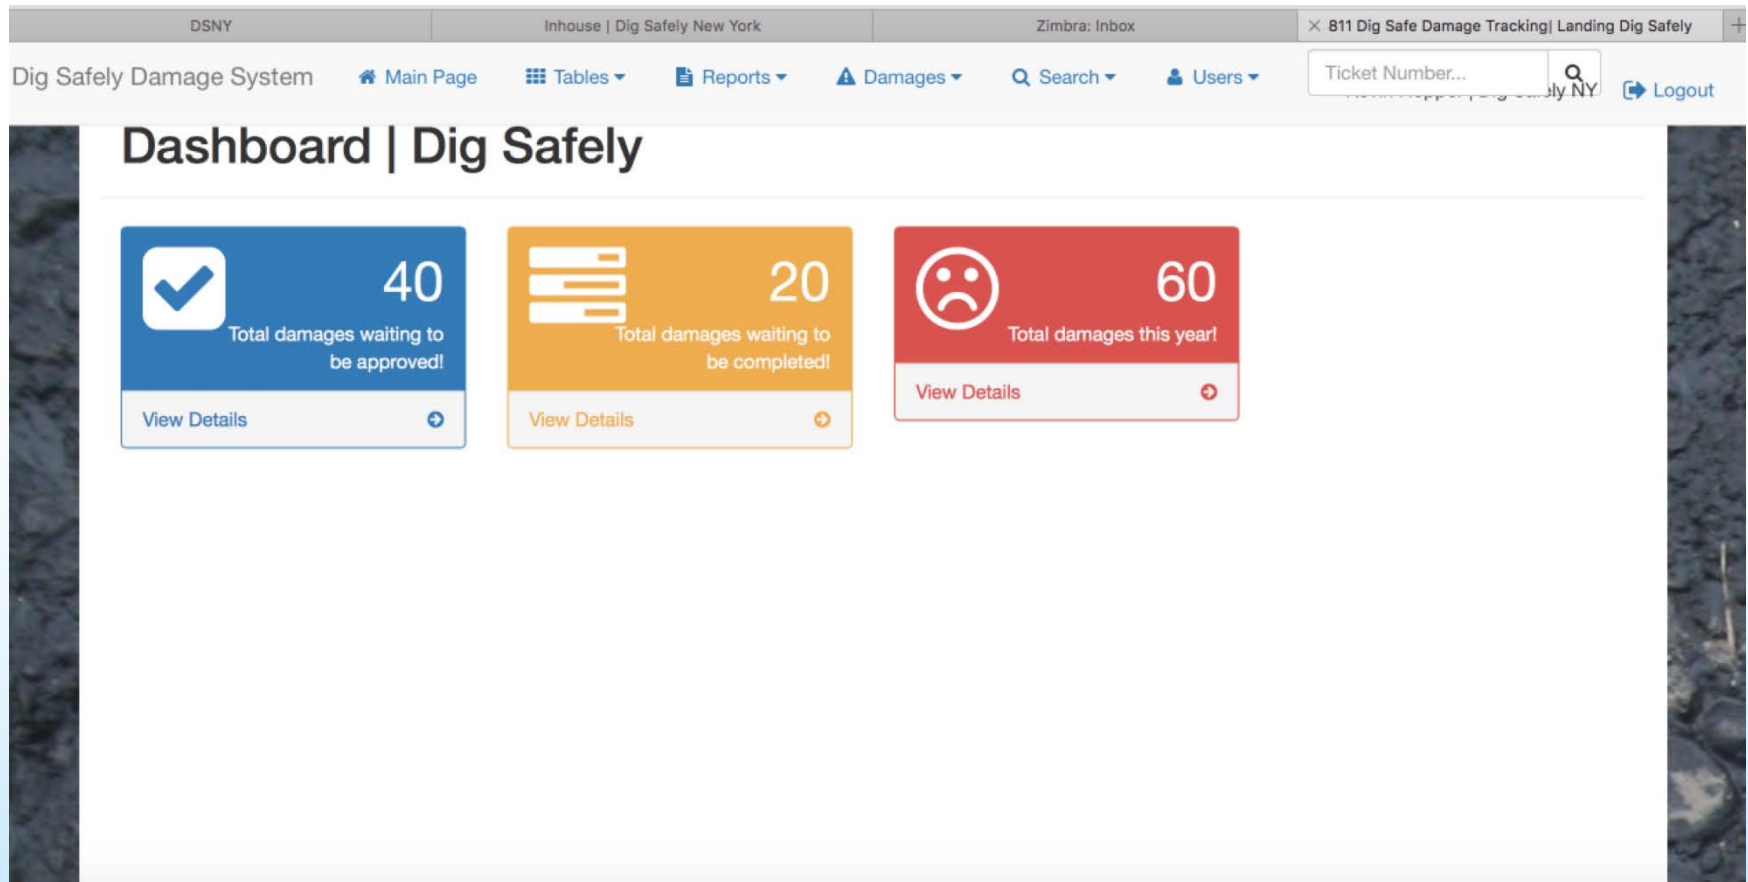 DSNY
Inhouse | Dig Safely New York
Zimbra: Inbox
811 Dig Safe Damage Tracking| Landing Dig Safely
Dig Safely Damage System
Main Page
Tables
Reports
Damages
Search
Users
Ticket Number...
NY
Logout
Dashboard | Dig Safely
40
Total damages waiting to
be approved!
View Details
20
Total damages waiting to
be completed!
View Details
60
Total damages this year!
View Details